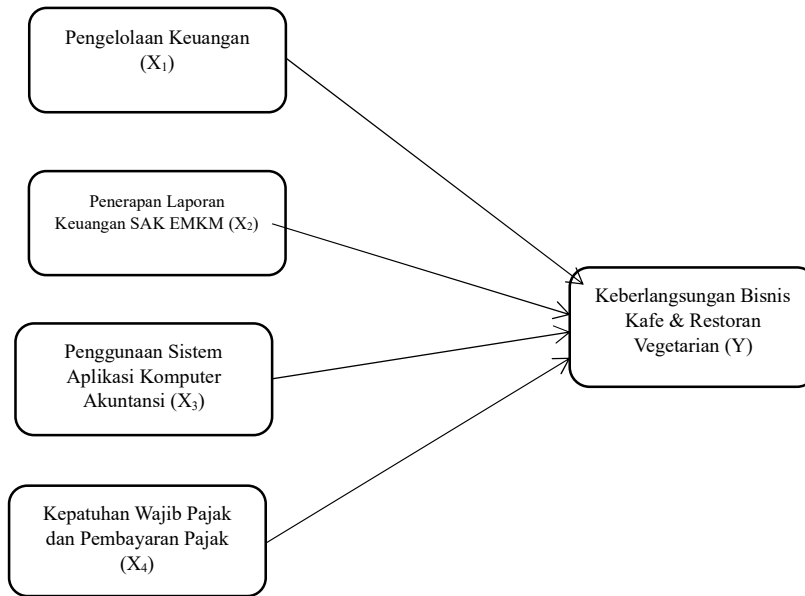 Pengelolaan Keuangan
(X₁)
Penerapan Laporan
Keuangan SAK EMKM (X₂)
Penggunaan Sistem
Aplikasi Komputer
Akuntansi (X₃)
Kepatuhan Wajib Pajak
dan Pembayaran Pajak
(X₄)
Keberlangsungan Bisnis
Kafe & Restoran
Vegetarian (Y)